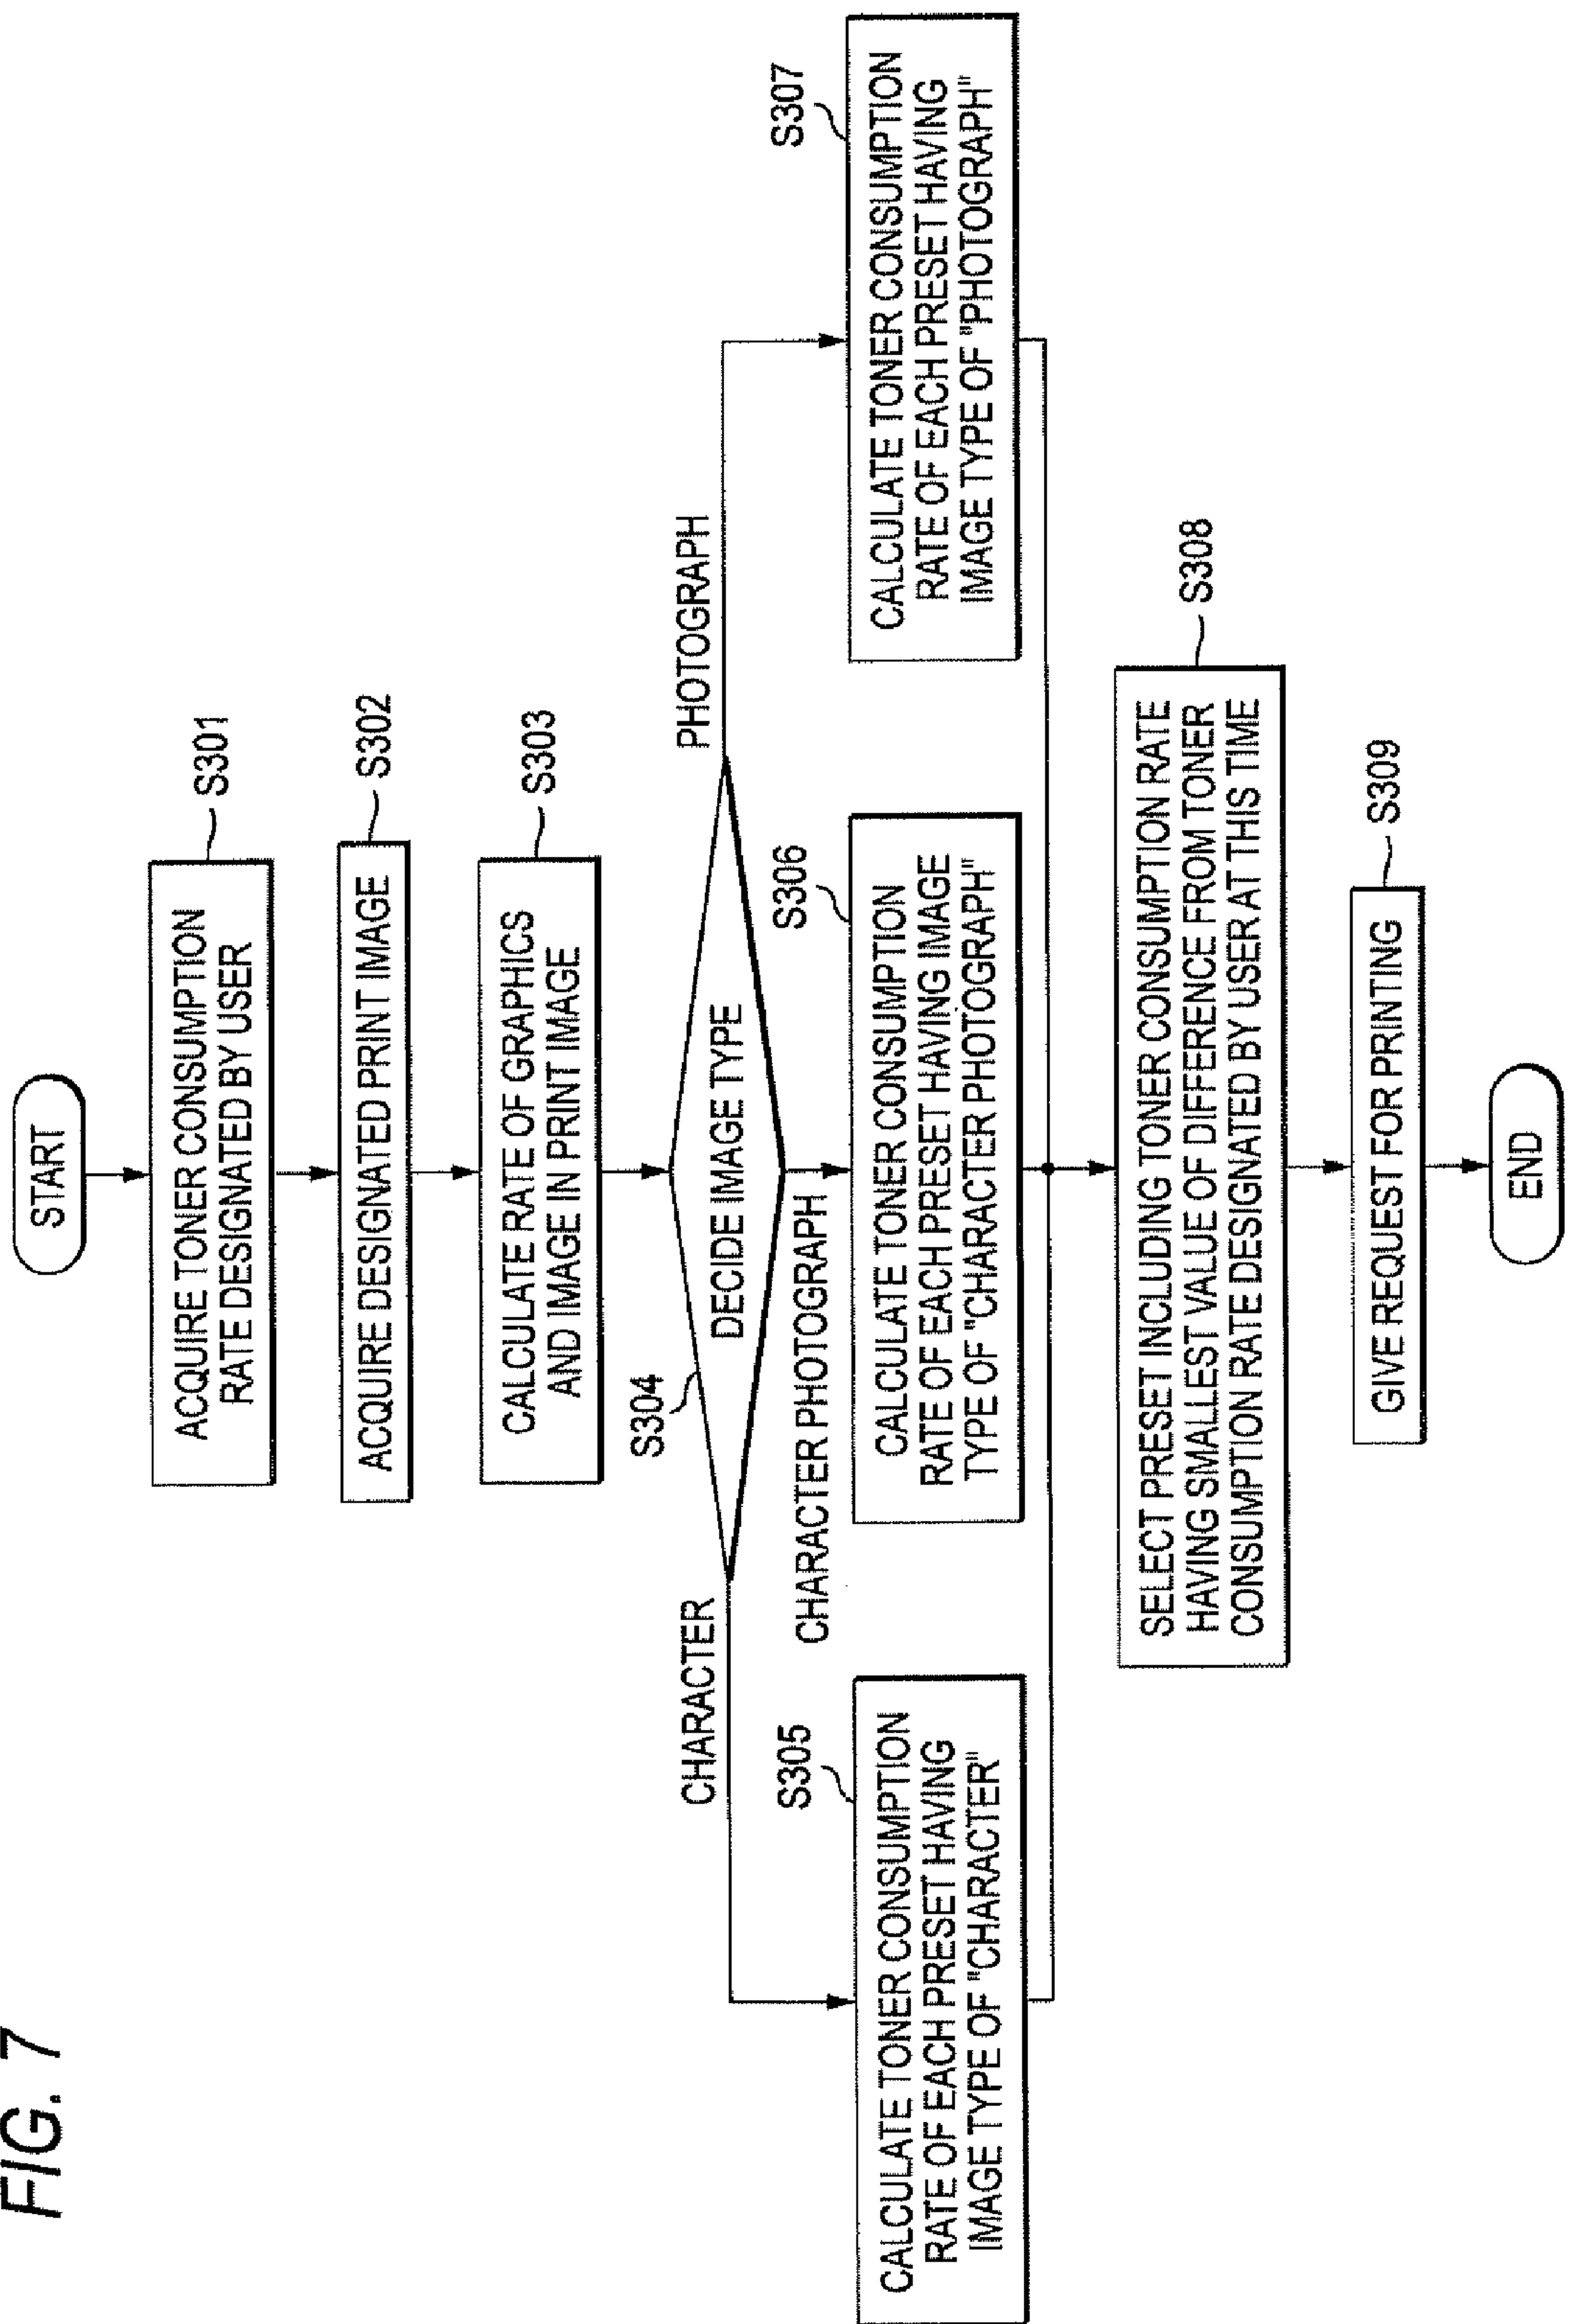 FIG. 7
START
ACQUIRE TONER CONSUMPTION
RATE DESIGNATED BY USER
S301
ACQUIRE DESIGNATED PRINT IMAGE
S302
CALCULATE RATE OF GRAPHICS
AND IMAGE IN PRINT IMAGE
S303
S304
DECIDE IMAGE TYPE
CHARACTER
CHARACTER PHOTOGRAPH
PHOTOGRAPH
S305
CALCULATE TONER CONSUMPTION
RATE OF EACH PRESET HAVING
IMAGE TYPE OF "CHARACTER"
S306
CALCULATE TONER CONSUMPTION
RATE OF EACH PRESET HAVING IMAGE
TYPE OF "CHARACTER PHOTOGRAPH"
S307
CALCULATE TONER CONSUMPTION
RATE OF EACH PRESET HAVING
IMAGE TYPE OF "PHOTOGRAPH"
SELECT PRESET INCLUDING TONER CONSUMPTION RATE
HAVING SMALLEST VALUE OF DIFFERENCE FROM TONER
CONSUMPTION RATE DESIGNATED BY USER AT THIS TIME
S308
GIVE REQUEST FOR PRINTING
S309
END